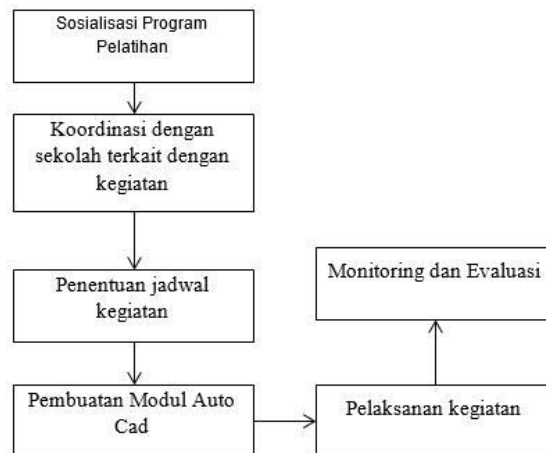 Sosialisasi Program
Pelatihan
Koordinasi dengan
sekolah terkait dengan
kegiatan
Penentuan jadwal
kegiatan
Pembuatan Modul Auto
Cad
Pelaksanan kegiatan
Monitoring dan Evaluasi